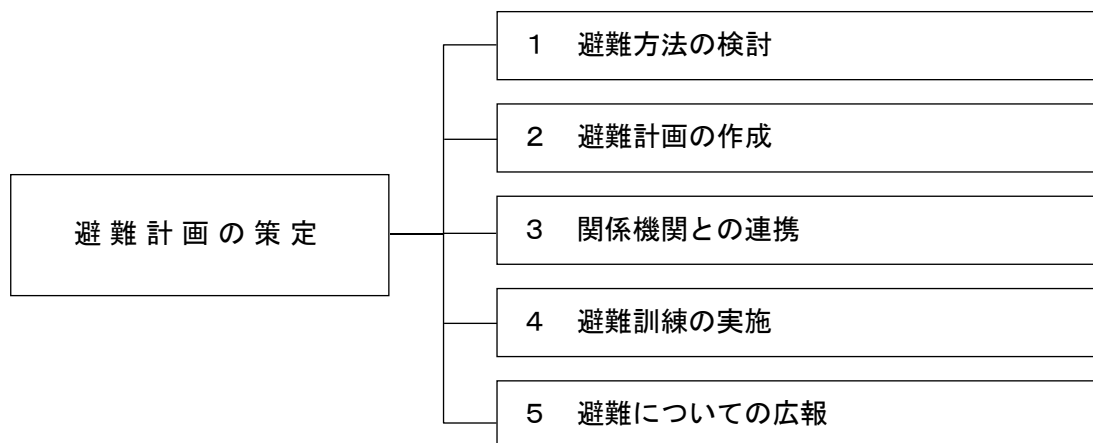 避難計画の策定
１　避難方法の検討
２　避難計画の作成
３　関係機関との連携
４　避難訓練の実施
５　避難についての広報